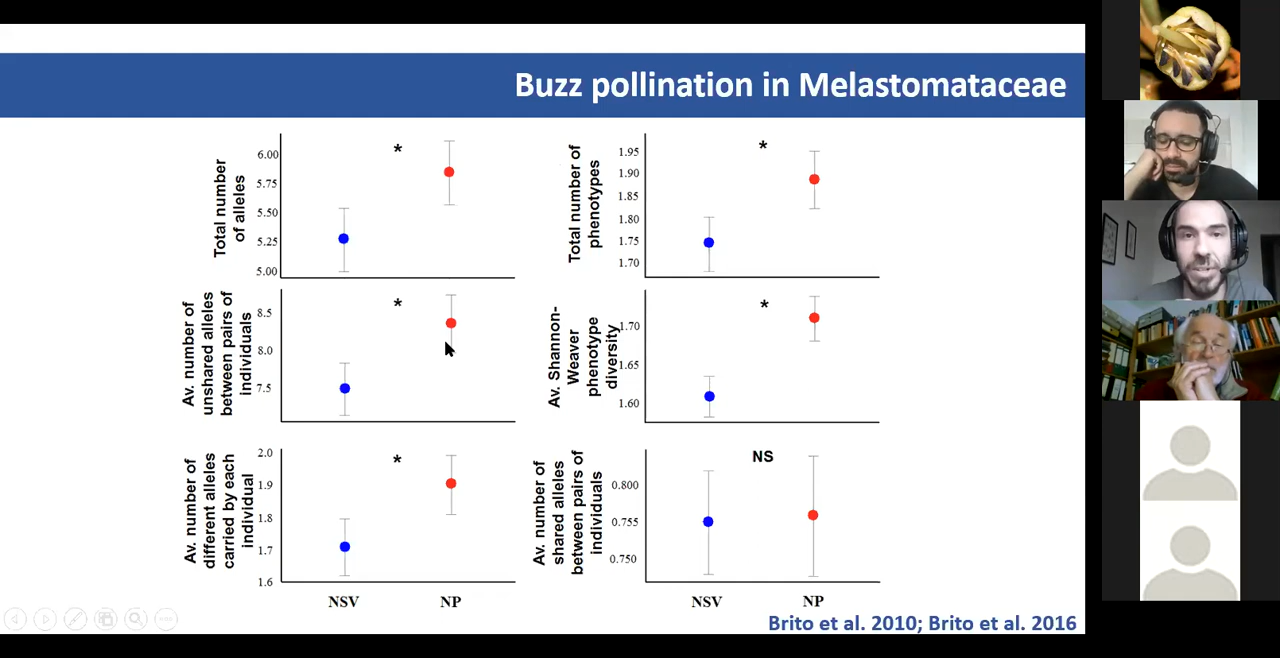 Buzz pollination in Melastomataceae
Total number
of alleles
6.00
5.75
5.50
5.25
5.00
*
Total number of
phenotypes
1.95
1.90
1.85
1.80
1.75
1.70
*
Av. number of
unshared alleles
between pairs of
individuals
8.5
8.0
7.5
*
Av. Shannon-
Weaver
phenotype
diversity
1.70
1.65
1.60
*
Av. number of
different alleles
carried by each
individual
2.0
1.9
1.8
1.7
1.6
*
NSV NP
Av. number of
shared alleles
between pairs of
individuals
0.800
0.755
0.750
NS
NSV NP
Brito et al. 2010; Brito et al. 2016